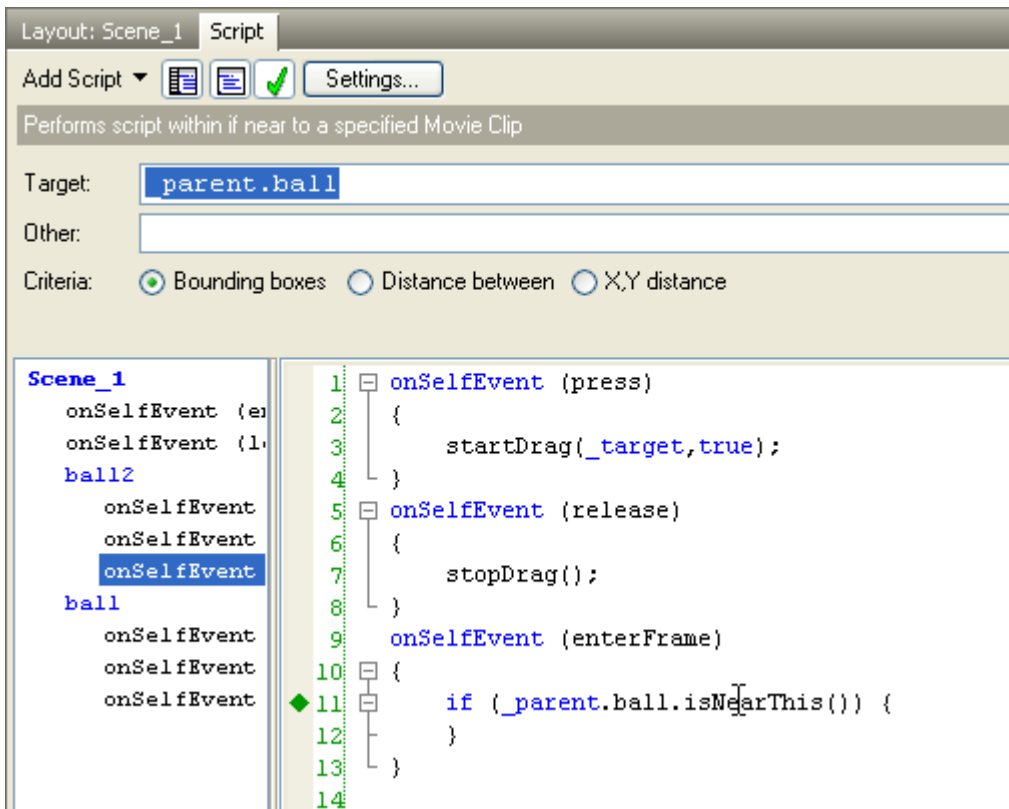 Layout: Scene_1 Script
Add Script Settings...
Performs script within if near to a specified Movie Clip
Target: _parent.ball
Other:
Criteria: Bounding boxes Distance between X,Y distance
Scene_1
onSelfEvent (en
onSelfEvent (l
ball2
onSelfEvent
onSelfEvent
onSelfEvent
ball
onSelfEvent
onSelfEvent
onSelfEvent
1 onSelfEvent (press)
2 {
3 startDrag(_target,true);
4 }
5 onSelfEvent (release)
6 {
7 stopDrag();
8 }
9 onSelfEvent (enterFrame)
10 {
11 if (_parent.ball.isNearThis()) {
12 }
13 }
14